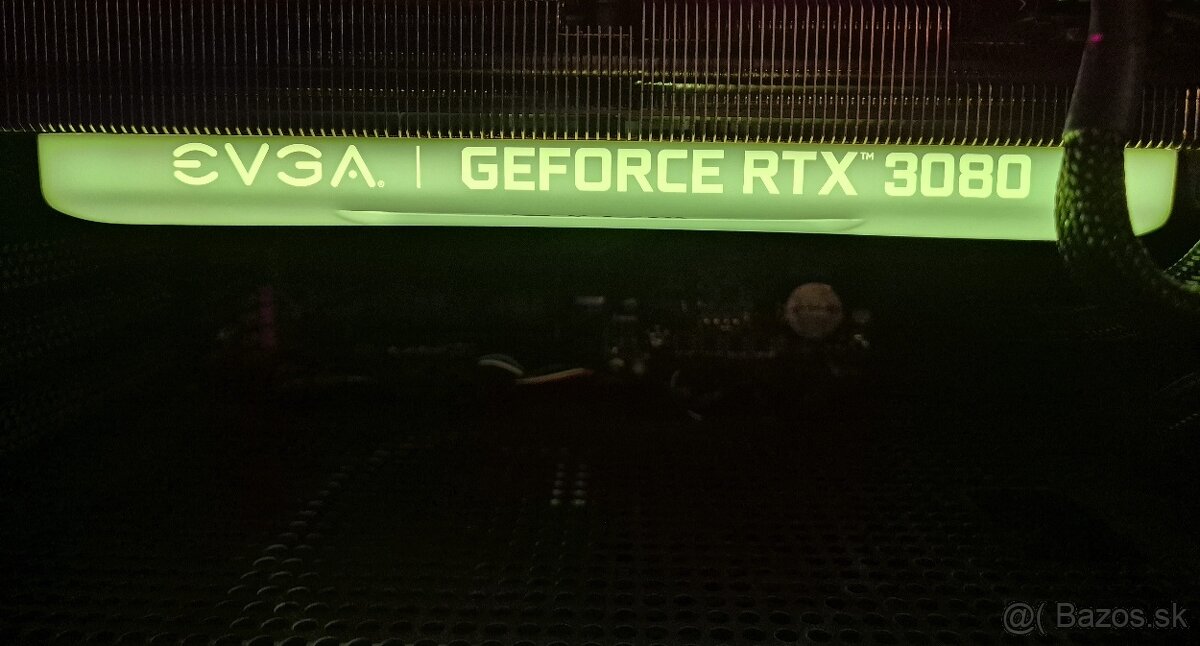 EVGA® | GEFORCE RTX™ 3080
@( Bazos.sk